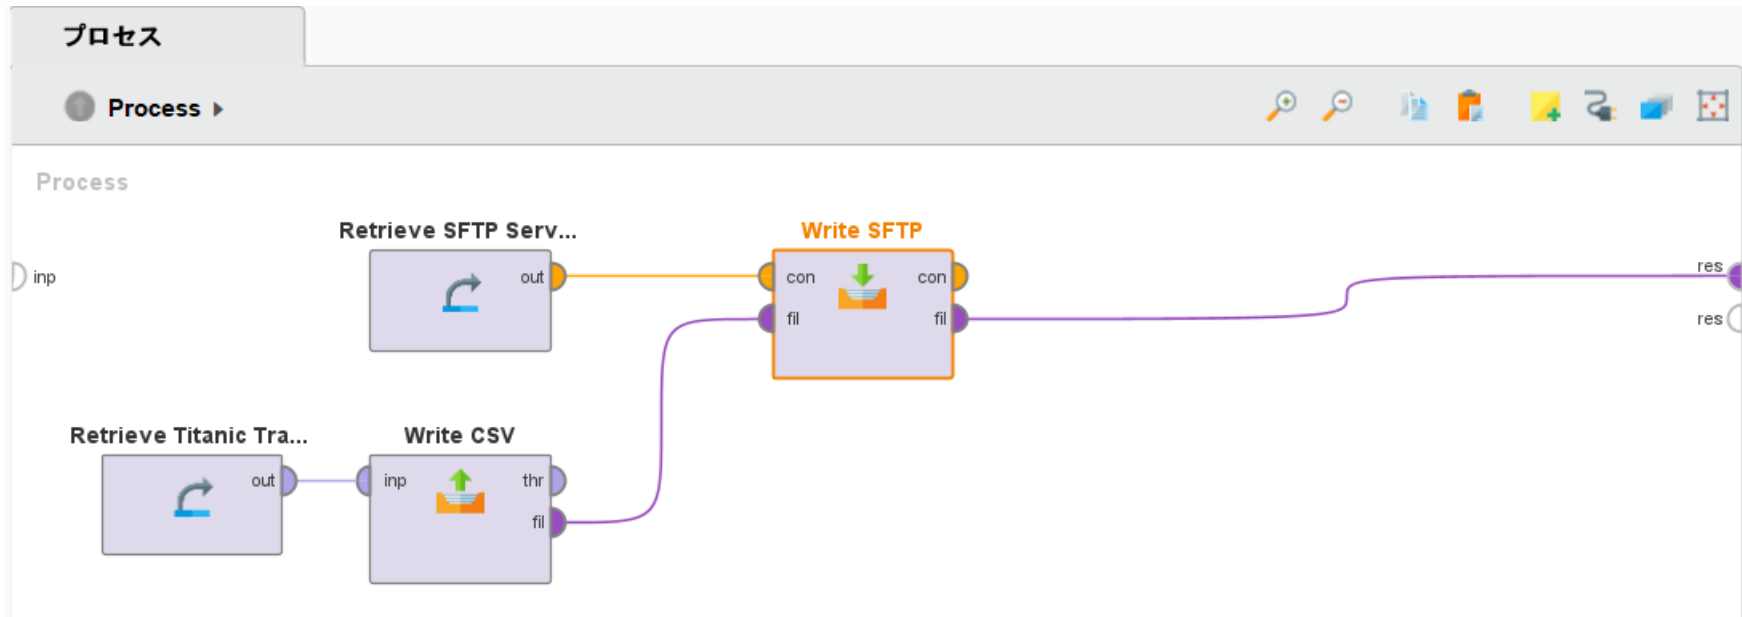 プロセス
Process
Process
Retrieve SFTP Serv...
Write SFTP
inp
out
con
con
res
fil
fil
res
Retrieve Titanic Tra...
Write CSV
out
inp
thr
fil